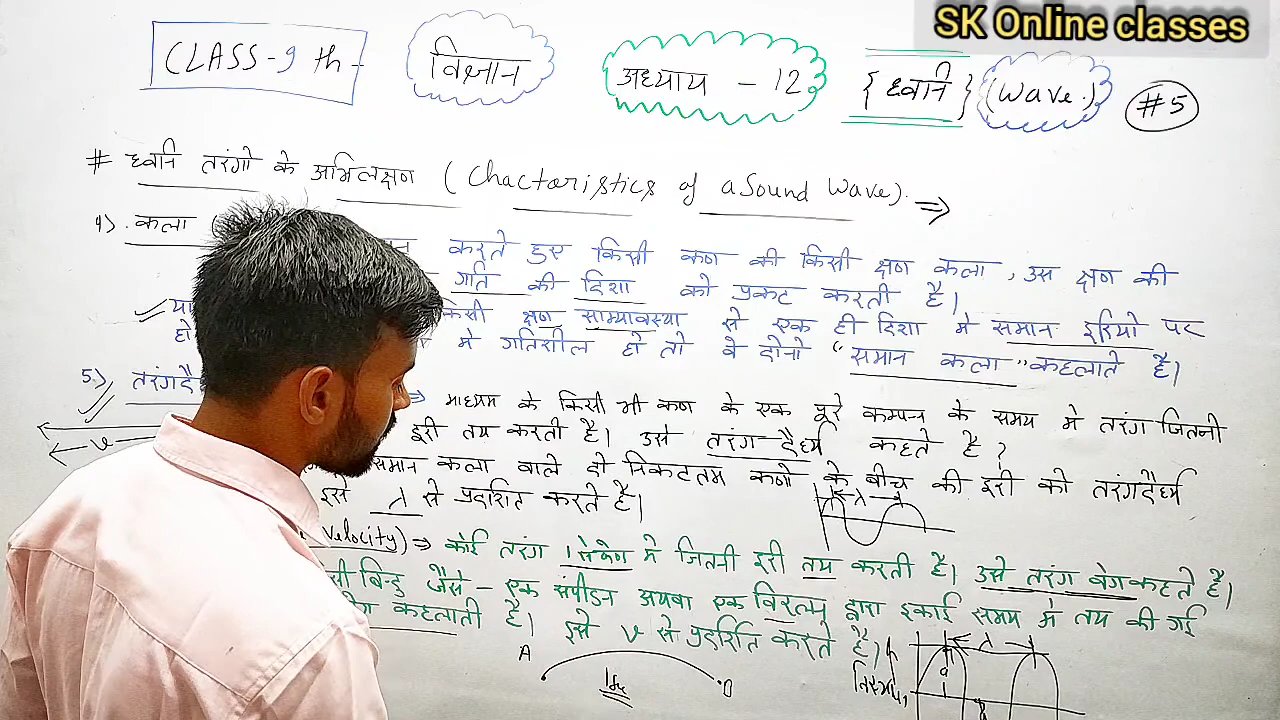 SK Online classes
CLASS-9 th- विज्ञान अध्याय - 12 {ध्वनि} (Wave.) #5
# ध्वनि तरंगो के अभिलक्षण ( Chactaristics of a Sound Wave). ⇒
4). कला करते हुए किसी कण की किसी क्षण कला, उस क्षण की
गति की दिशा को प्रकट करती है।
किसी क्षण साम्यावस्था से एक ही दिशा मे समान दूरियो पर
हो मे गतिशील हो तो वे दोनो "समान कला" कहलाते है।
5.) ⇒ माध्यम के किसी भी कण के एक पूरे कम्पन्न के समय मे तरंग जितनी
दूरी तय करती है। उसे तरंग दैर्ध्य कहते है ?
समान कला वाले दो निकटतम कणो के बीच की दूरी को तरंगदैर्ध्य
इसे λ से प्रदर्शित करते है।
λ
velocity) ⇒ कोई तरंग 1 सेकेण्ड मे जितनी दूरी तय करती है। उसे तरंग वेग कहते है।
बिन्दु जैसे - एक संपीडन अथवा एक विरलन द्वारा इकाई समय मे तय की गई
कहलाती है। इसे v से प्रदर्शित करते है।
A 1 λ